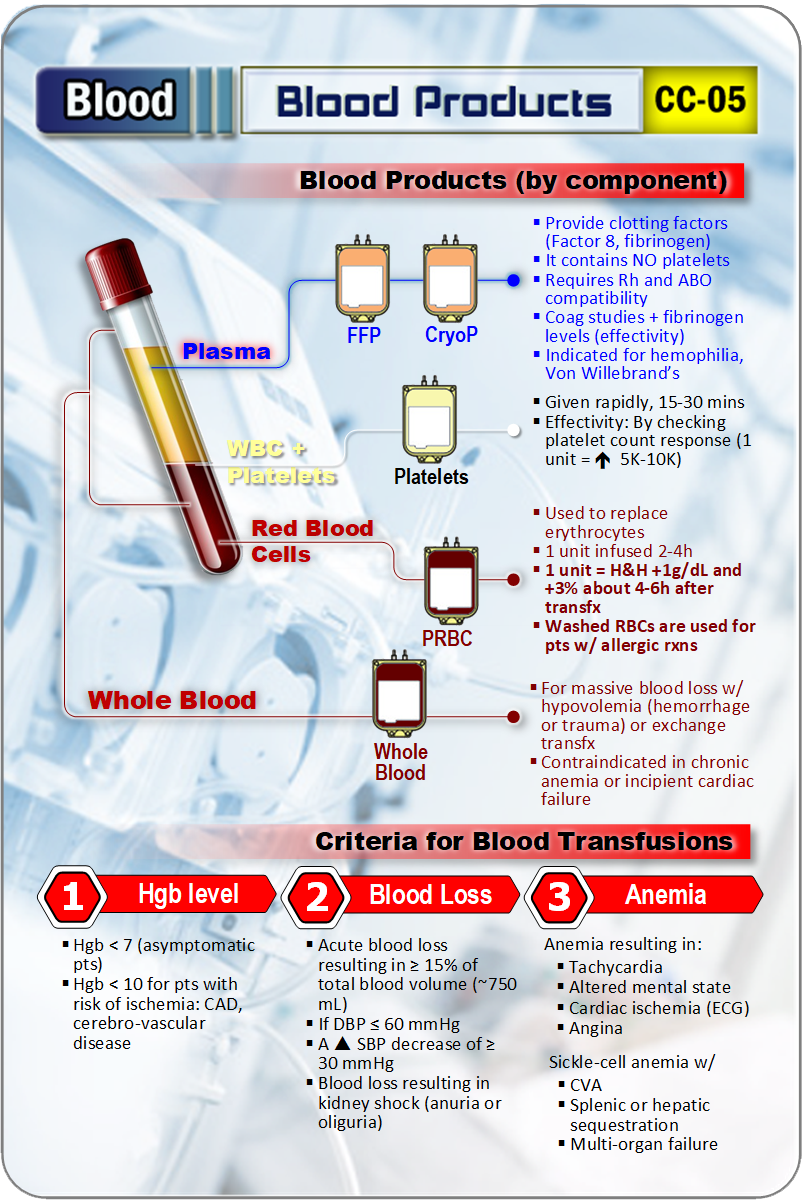 Blood
Blood Products
CC-05
Blood Products (by component)
Plasma
FFP
CryoP
▪ Provide clotting factors
(Factor 8, fibrinogen)
▪ It contains NO platelets
▪ Requires Rh and ABO
compatibility
▪ Coag studies + fibrinogen
levels (effectivity)
▪ Indicated for hemophilia,
Von Willebrand's
WBC +
Platelets
Platelets
▪ Given rapidly, 15-30 mins
▪ Effectivity: By checking
platelet count response (1
unit = 🡹 5K-10K)
Red Blood
Cells
PRBC
▪ Used to replace
erythrocytes
▪ 1 unit infused 2-4h
▪ 1 unit = H&H +1g/dL and
+3% about 4-6h after
transfx
▪ Washed RBCs are used for
pts w/ allergic rxns
Whole Blood
Whole
Blood
▪ For massive blood loss w/
hypovolemia (hemorrhage
or trauma) or exchange
transfx
▪ Contraindicated in chronic
anemia or incipient cardiac
failure
Criteria for Blood Transfusions
1 Hgb level
▪ Hgb < 7 (asymptomatic
pts)
▪ Hgb < 10 for pts with
risk of ischemia: CAD,
cerebro-vascular
disease
2 Blood Loss
▪ Acute blood loss
resulting in ≥ 15% of
total blood volume (~750
mL)
▪ If DBP ≤ 60 mmHg
▪ A ▲ SBP decrease of ≥
30 mmHg
▪ Blood loss resulting in
kidney shock (anuria or
oliguria)
3 Anemia
Anemia resulting in:
▪ Tachycardia
▪ Altered mental state
▪ Cardiac ischemia (ECG)
▪ Angina
Sickle-cell anemia w/
▪ CVA
▪ Splenic or hepatic
sequestration
▪ Multi-organ failure